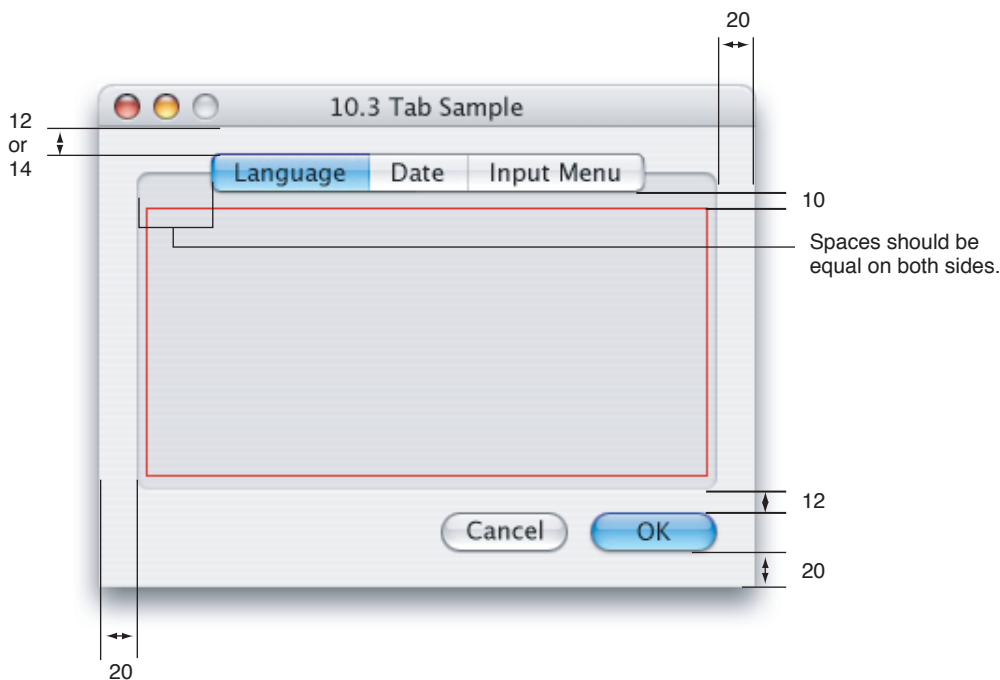 20
10.3 Tab Sample
12
or
14
Language Date Input Menu
10
Spaces should be
equal on both sides.
12
Cancel OK
20
20